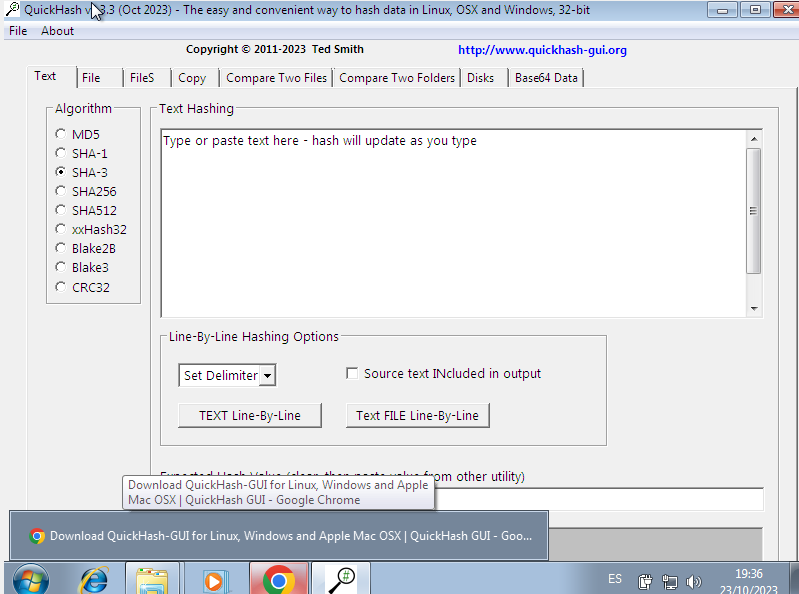 QuickHash v3.3.3 (Oct 2023) - The easy and convenient way to hash data in Linux, OSX and Windows, 32-bit
File About
Copyright © 2011-2023 Ted Smith http://www.quickhash-gui.org
Text File FileS Copy Compare Two Files Compare Two Folders Disks Base64 Data
Algorithm
MD5
SHA-1
SHA-3
SHA256
SHA512
xxHash32
Blake2B
Blake3
CRC32
Text Hashing
Type or paste text here - hash will update as you type
Line-By-Line Hashing Options
Set Delimiter
Source text INcluded in output
TEXT Line-By-Line
Text FILE Line-By-Line
Expected Hash Value (clear, then paste value from other utility)
Download QuickHash-GUI for Linux, Windows and Apple
Mac OSX | QuickHash GUI - Google Chrome
Download QuickHash-GUI for Linux, Windows and Apple Mac OSX | QuickHash GUI - Goo...
ES
19:36
23/10/2023